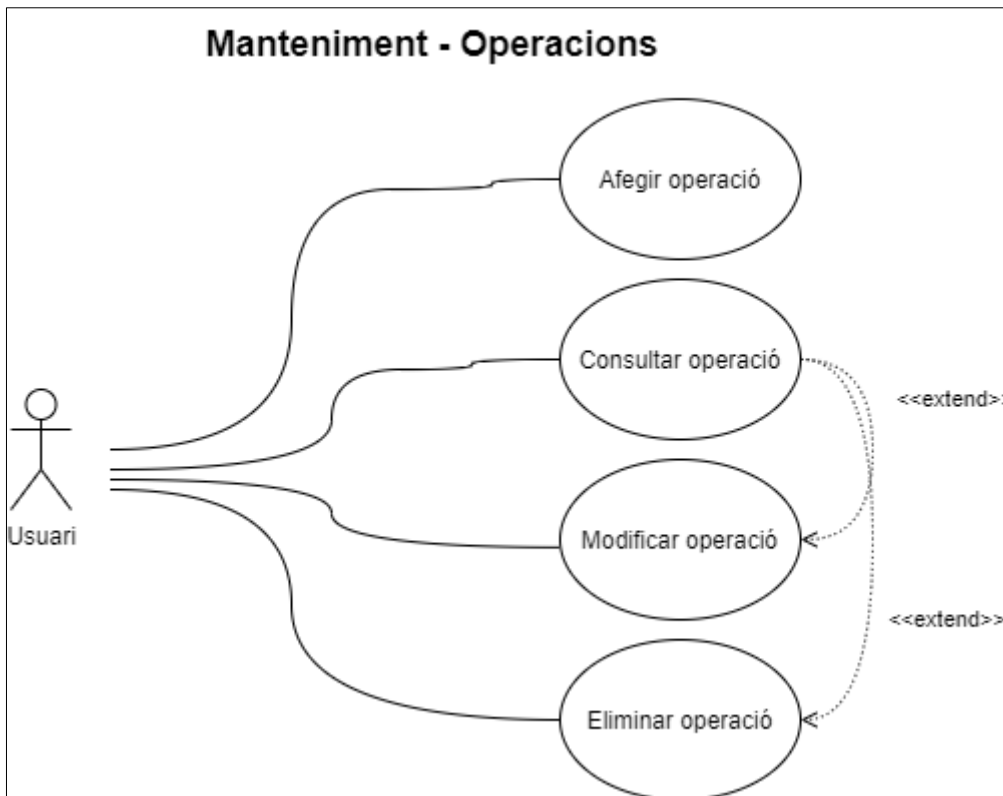 Manteniment - Operacions
Afegir operació
Consultar operació
<<extend>>
Usuari
Modificar operació
<<extend>>
Eliminar operació